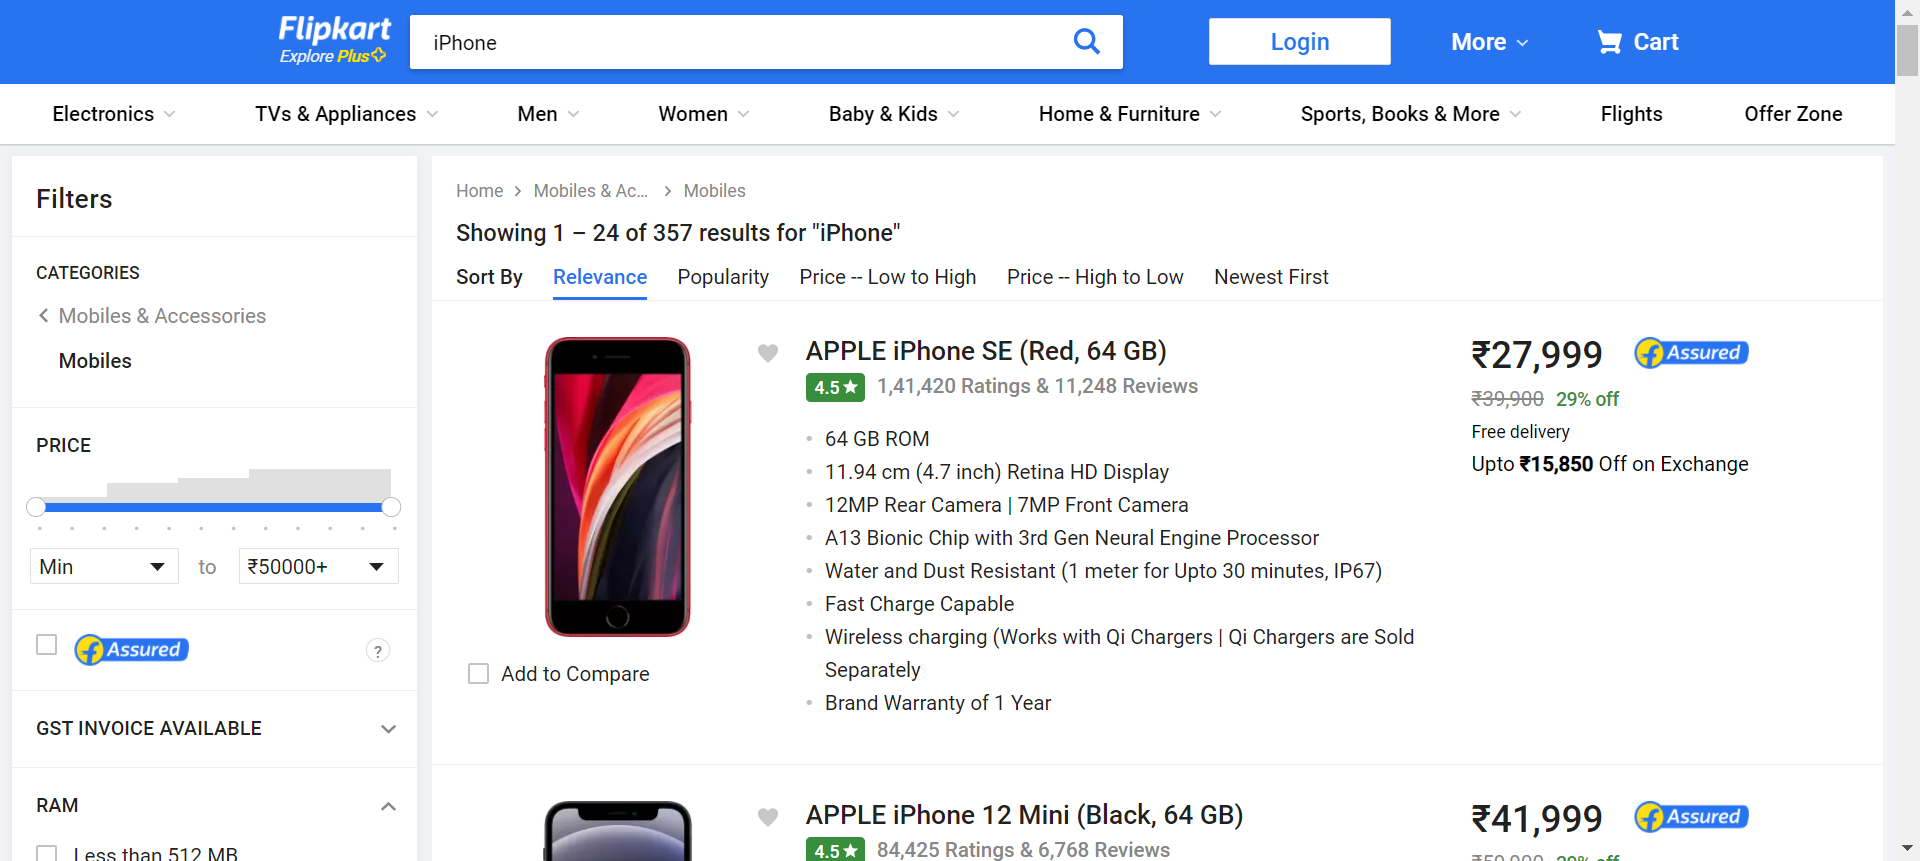 Flipkart
Explore Plus
iPhone
Login
More
Cart
Electronics
TVs & Appliances
Men
Women
Baby & Kids
Home & Furniture
Sports, Books & More
Flights
Offer Zone
Filters
CATEGORIES
Mobiles & Accessories
Mobiles
PRICE
Min
to
₹50000+
Assured
?
GST INVOICE AVAILABLE
RAM
Less than 512 MB
Home > Mobiles & Ac... > Mobiles
Showing 1 – 24 of 357 results for "iPhone"
Sort By Relevance Popularity Price -- Low to High Price -- High to Low Newest First
APPLE iPhone SE (Red, 64 GB)
4.5★ 1,41,420 Ratings & 11,248 Reviews
64 GB ROM
11.94 cm (4.7 inch) Retina HD Display
12MP Rear Camera | 7MP Front Camera
A13 Bionic Chip with 3rd Gen Neural Engine Processor
Water and Dust Resistant (1 meter for Upto 30 minutes, IP67)
Fast Charge Capable
Wireless charging (Works with Qi Chargers | Qi Chargers are Sold
Separately
Brand Warranty of 1 Year
Add to Compare
₹27,999 Assured
₹39,900 29% off
Free delivery
Upto ₹15,850 Off on Exchange
APPLE iPhone 12 Mini (Black, 64 GB)
4.5★ 84,425 Ratings & 6,768 Reviews
₹41,999 Assured